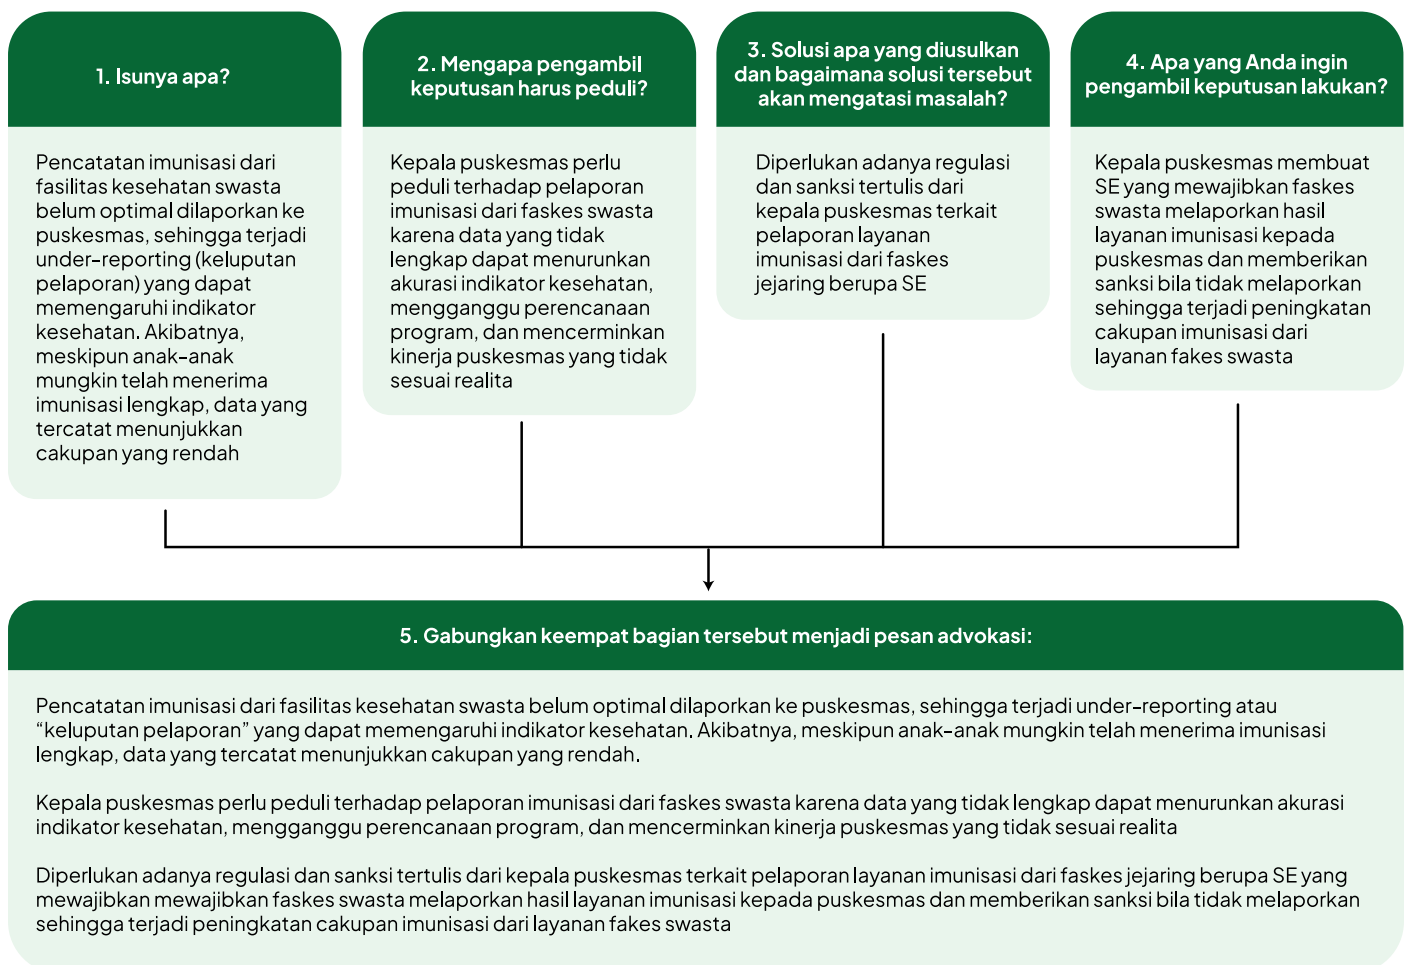 1. Isunya apa?
Pencatatan imunisasi dari
fasilitas kesehatan swasta
belum optimal dilaporkan ke
puskesmas, sehingga terjadi
under-reporting (keluputan
pelaporan) yang dapat
memengaruhi indikator
kesehatan. Akibatnya,
meskipun anak-anak
mungkin telah menerima
imunisasi lengkap, data yang
tercatat menunjukkan
cakupan yang rendah
2. Mengapa pengambil
keputusan harus peduli?
Kepala puskesmas perlu
peduli terhadap pelaporan
imunisasi dari faskes swasta
karena data yang tidak
lengkap dapat menurunkan
akurasi indikator kesehatan,
mengganggu perencanaan
program, dan mencerminkan
kinerja puskesmas yang tidak
sesuai realita
3. Solusi apa yang diusulkan
dan bagaimana solusi tersebut
akan mengatasi masalah?
Diperlukan adanya regulasi
dan sanksi tertulis dari
kepala puskesmas terkait
pelaporan layanan
imunisasi dari faskes
jejaring berupa SE
4. Apa yang Anda ingin
pengambil keputusan lakukan?
Kepala puskesmas membuat
SE yang mewajibkan faskes
swasta melaporkan hasil
layanan imunisasi kepada
puskesmas dan memberikan
sanksi bila tidak melaporkan
sehingga terjadi peningkatan
cakupan imunisasi dari
layanan fakes swasta
5. Gabungkan keempat bagian tersebut menjadi pesan advokasi:
Pencatatan imunisasi dari fasilitas kesehatan swasta belum optimal dilaporkan ke puskesmas, sehingga terjadi under-reporting atau
“keluputan pelaporan” yang dapat memengaruhi indikator kesehatan. Akibatnya, meskipun anak-anak mungkin telah menerima imunisasi
lengkap, data yang tercatat menunjukkan cakupan yang rendah.
Kepala puskesmas perlu peduli terhadap pelaporan imunisasi dari faskes swasta karena data yang tidak lengkap dapat menurunkan akurasi
indikator kesehatan, mengganggu perencanaan program, dan mencerminkan kinerja puskesmas yang tidak sesuai realita
Diperlukan adanya regulasi dan sanksi tertulis dari kepala puskesmas terkait pelaporan layanan imunisasi dari faskes jejaring berupa SE yang
mewajibkan mewajibkan faskes swasta melaporkan hasil layanan imunisasi kepada puskesmas dan memberikan sanksi bila tidak melaporkan
sehingga terjadi peningkatan cakupan imunisasi dari layanan fakes swasta